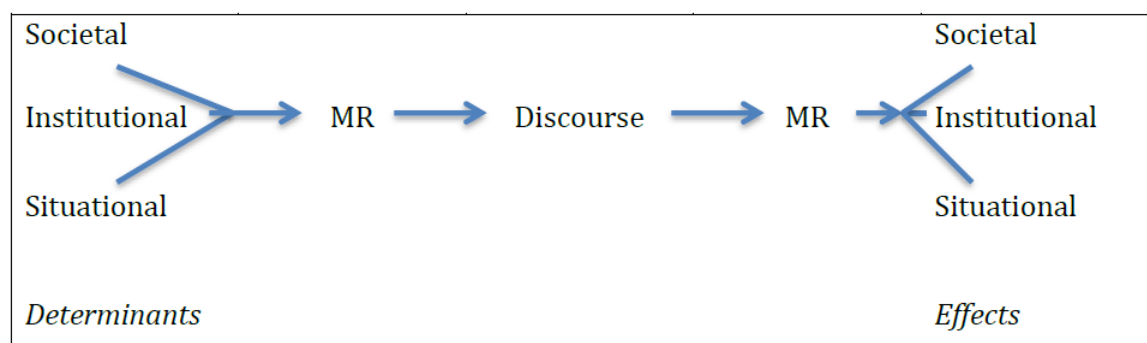 Societal Societal
Institutional MR Discourse MR Institutional
Situational Situational
Determinants Effects